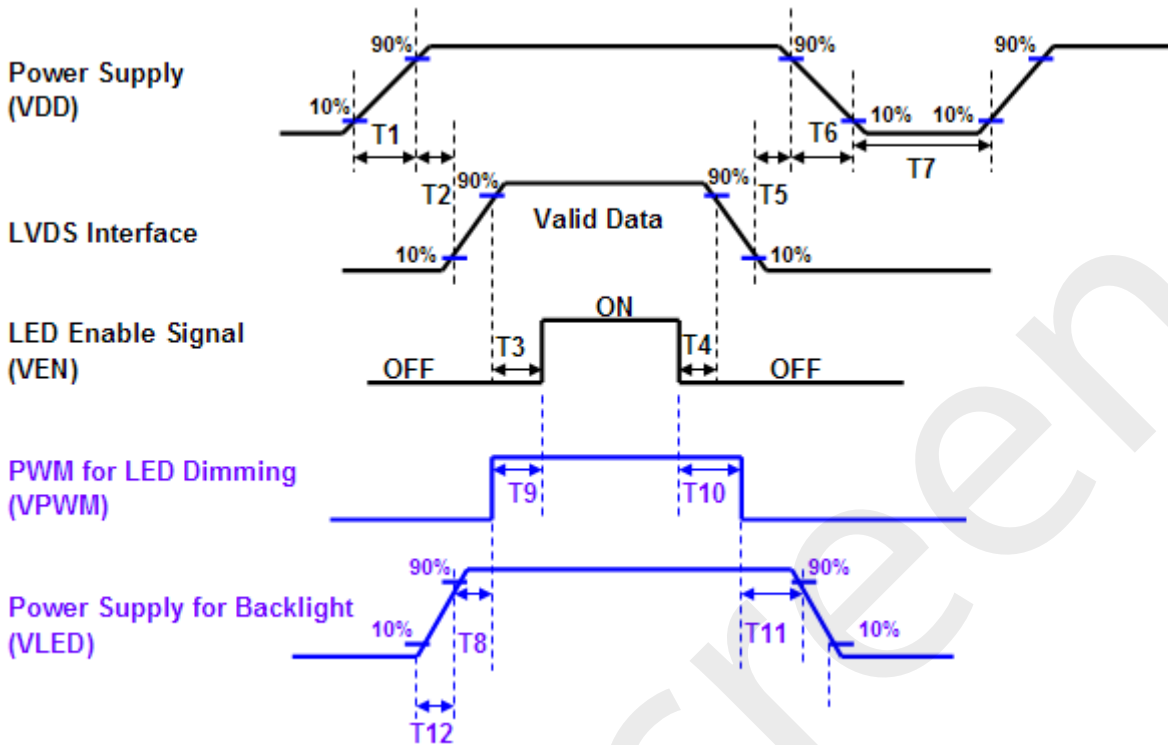 90% 90% 90%
Power Supply
(VDD)
10% 10% 10%
T1 T6 T7
T2 T5
90% 90%
Valid Data
LVDS Interface
10% 10%
ON
LED Enable Signal
(VEN)
T3 T4
OFF OFF
PWM for LED Dimming
(VPWM)
T9 T10
90% 90%
Power Supply for Backlight
(VLED)
10% 10%
T8 T11
T12